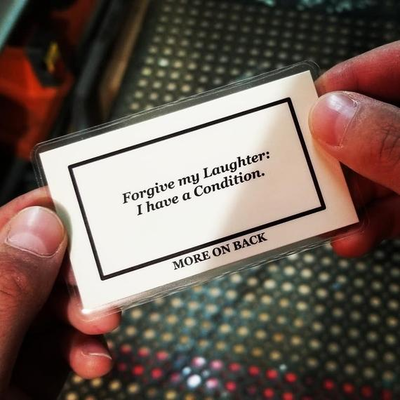 Forgive my Laughter:
I have a Condition.
MORE ON BACK